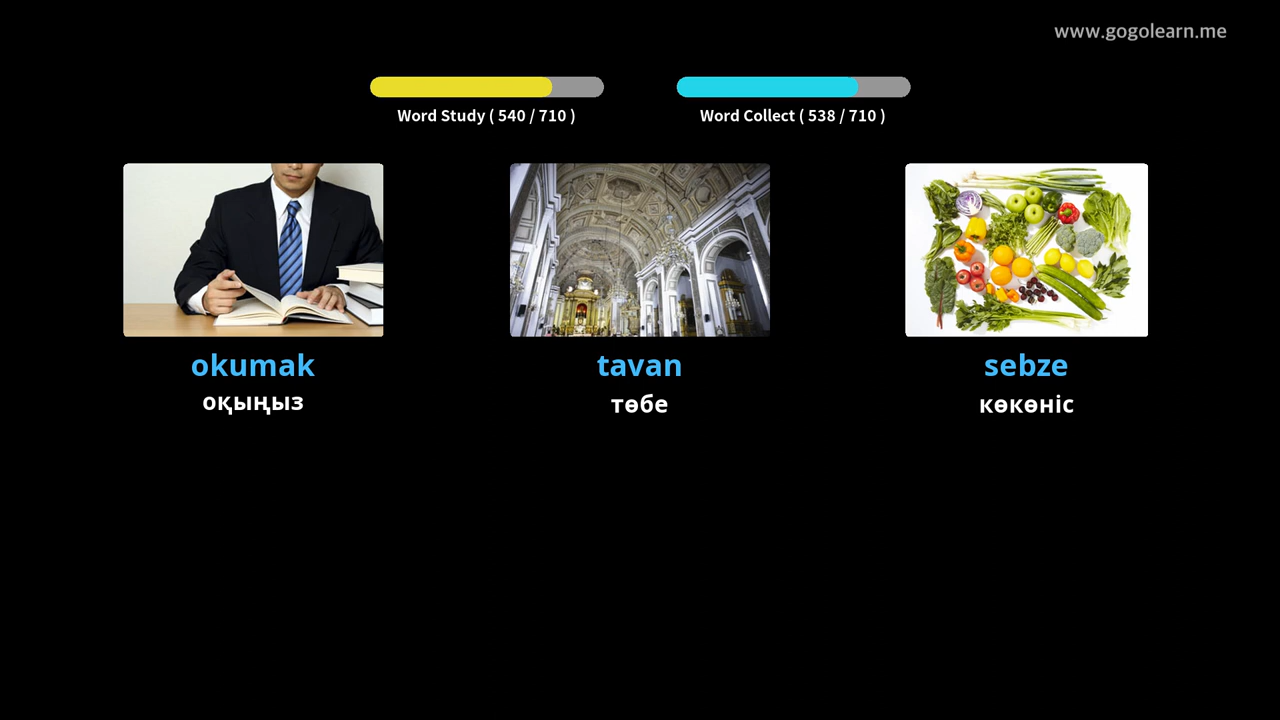 www.gogolearn.me
Word Study ( 540 / 710 )
Word Collect ( 538 / 710 )
okumak
оқыңыз
tavan
төбе
sebze
көкөніс